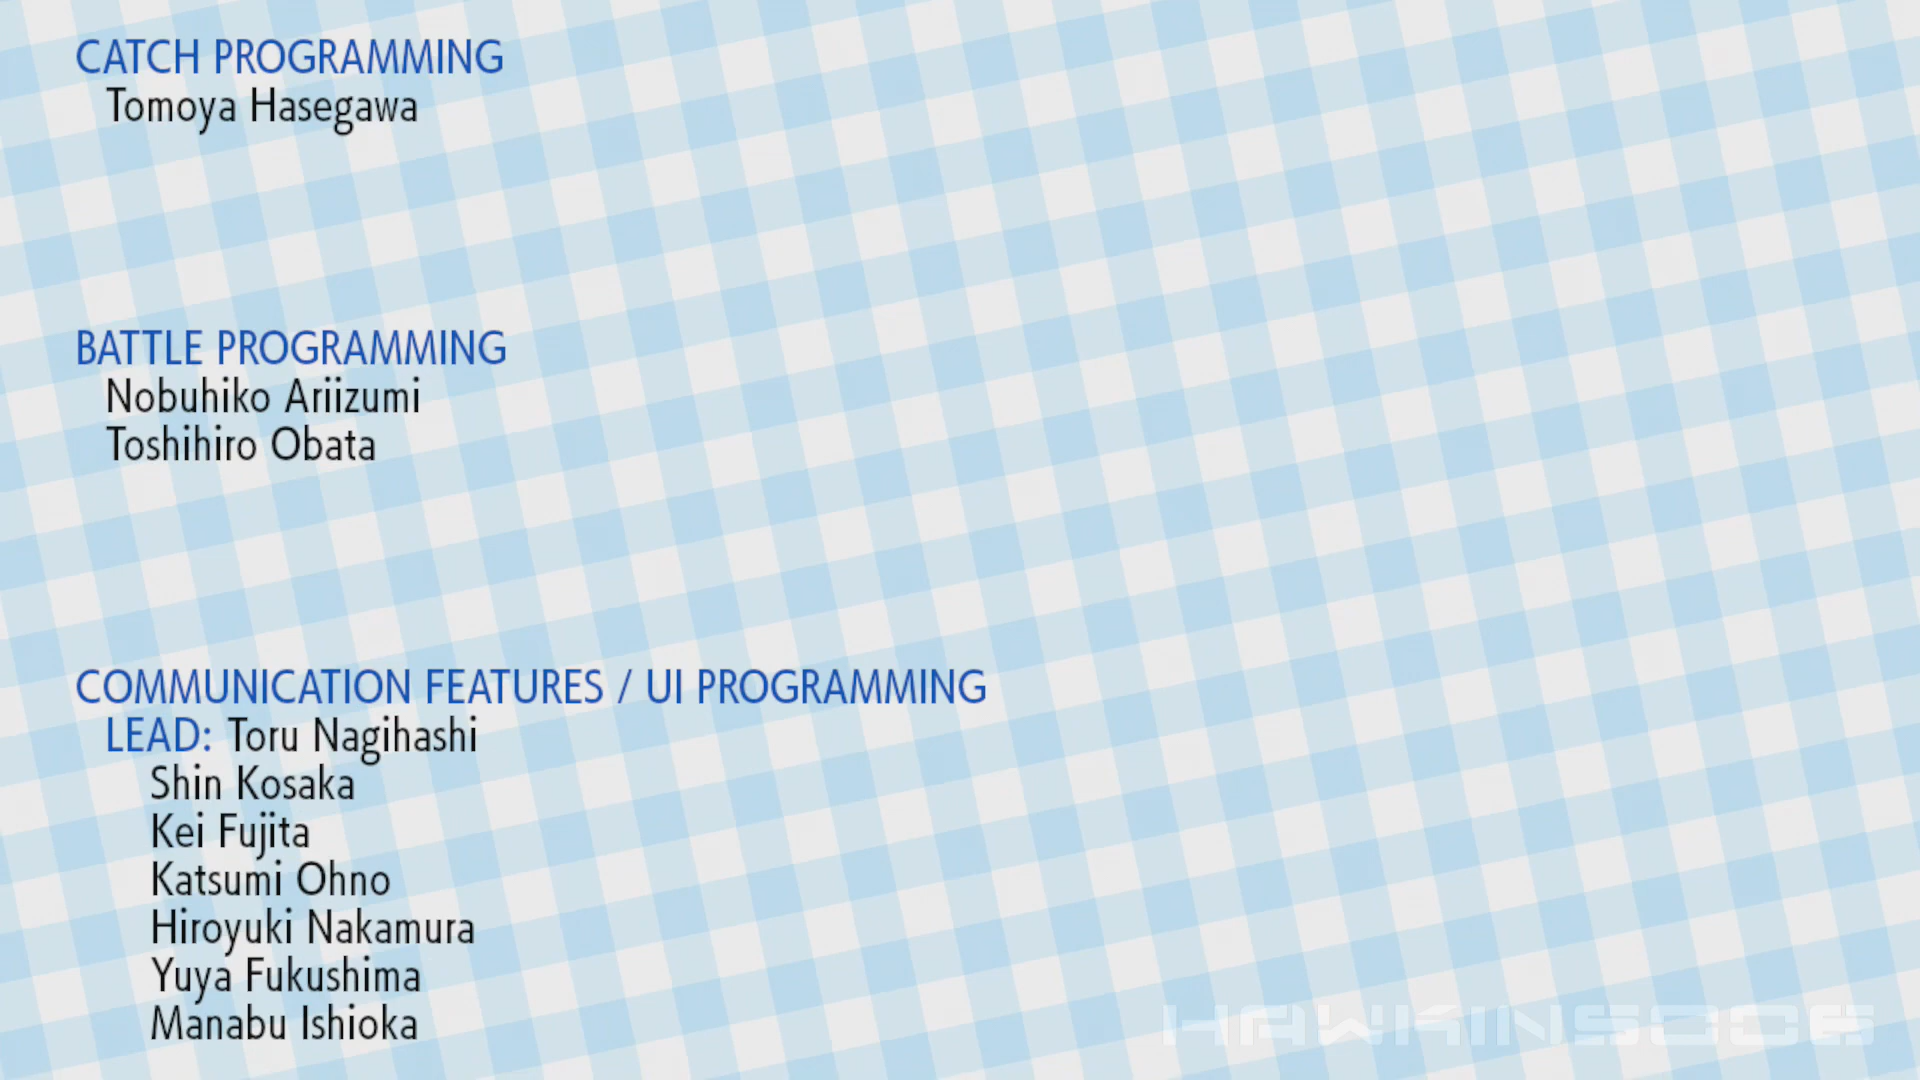 CATCH PROGRAMMING
Tomoya Hasegawa
BATTLE PROGRAMMING
Nobuhiko Ariizumi
Toshihiro Obata
COMMUNICATION FEATURES / UI PROGRAMMING
LEAD: Toru Nagihashi
Shin Kosaka
Kei Fujita
Katsumi Ohno
Hiroyuki Nakamura
Yuya Fukushima
Manabu Ishioka
HAWKINSOOG